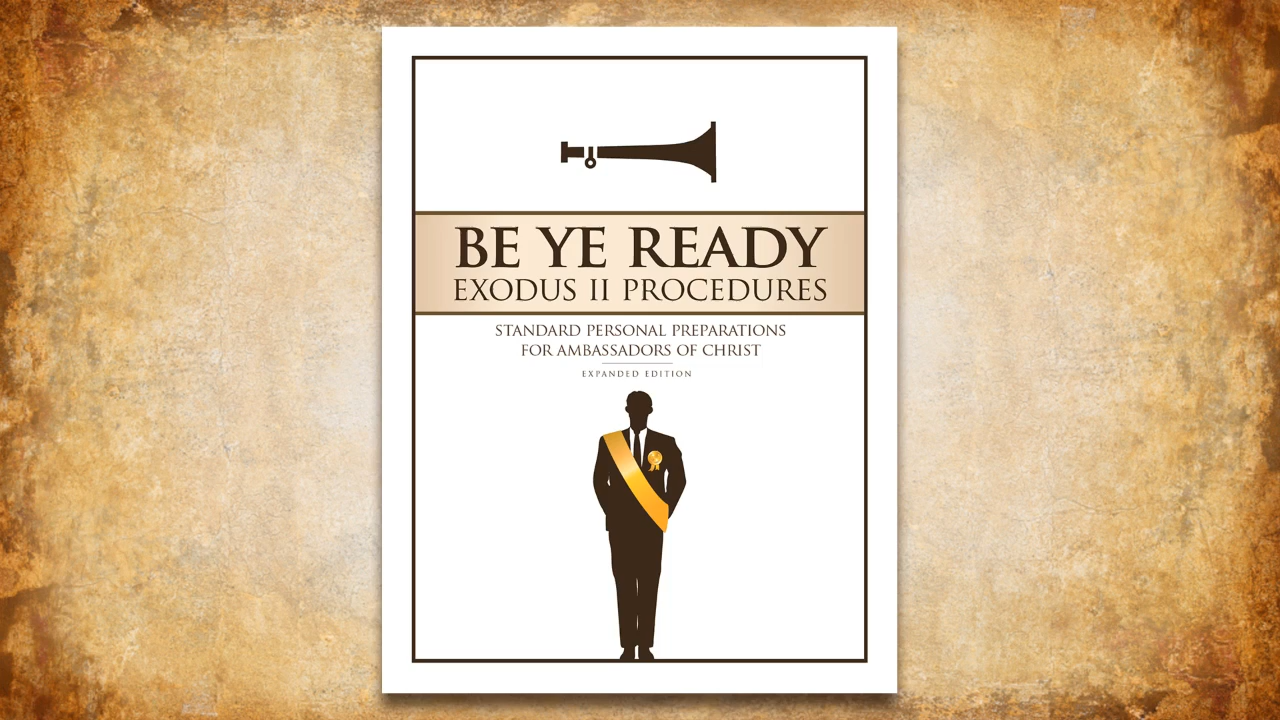 BE YE READY
EXODUS II PROCEDURES
STANDARD PERSONAL PREPARATIONS
FOR AMBASSADORS OF CHRIST
EXPANDED EDITION